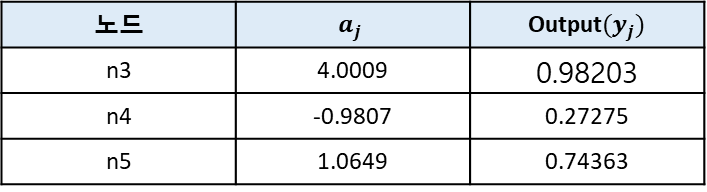 노드 a_j Output(y_j)
n3 4.0009 0.98203
n4 -0.9807 0.27275
n5 1.0649 0.74363